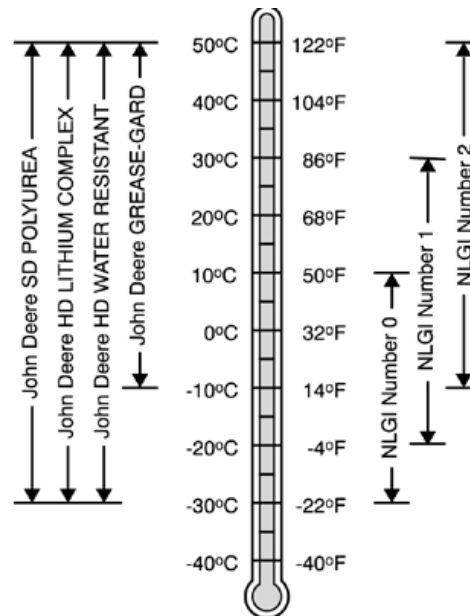 John Deere SD POLYUREA
John Deere HD LITHIUM COMPLEX
John Deere HD WATER RESISTANT
John Deere GREASE-GARD
50ºC 122ºF
40ºC 104ºF
30ºC 86ºF
20ºC 68ºF
10ºC 50ºF
0ºC 32ºF
-10ºC 14ºF
-20ºC -4ºF
-30ºC -22ºF
-40ºC -40ºF
NLGI Number 0
NLGI Number 1
NLGI Number 2